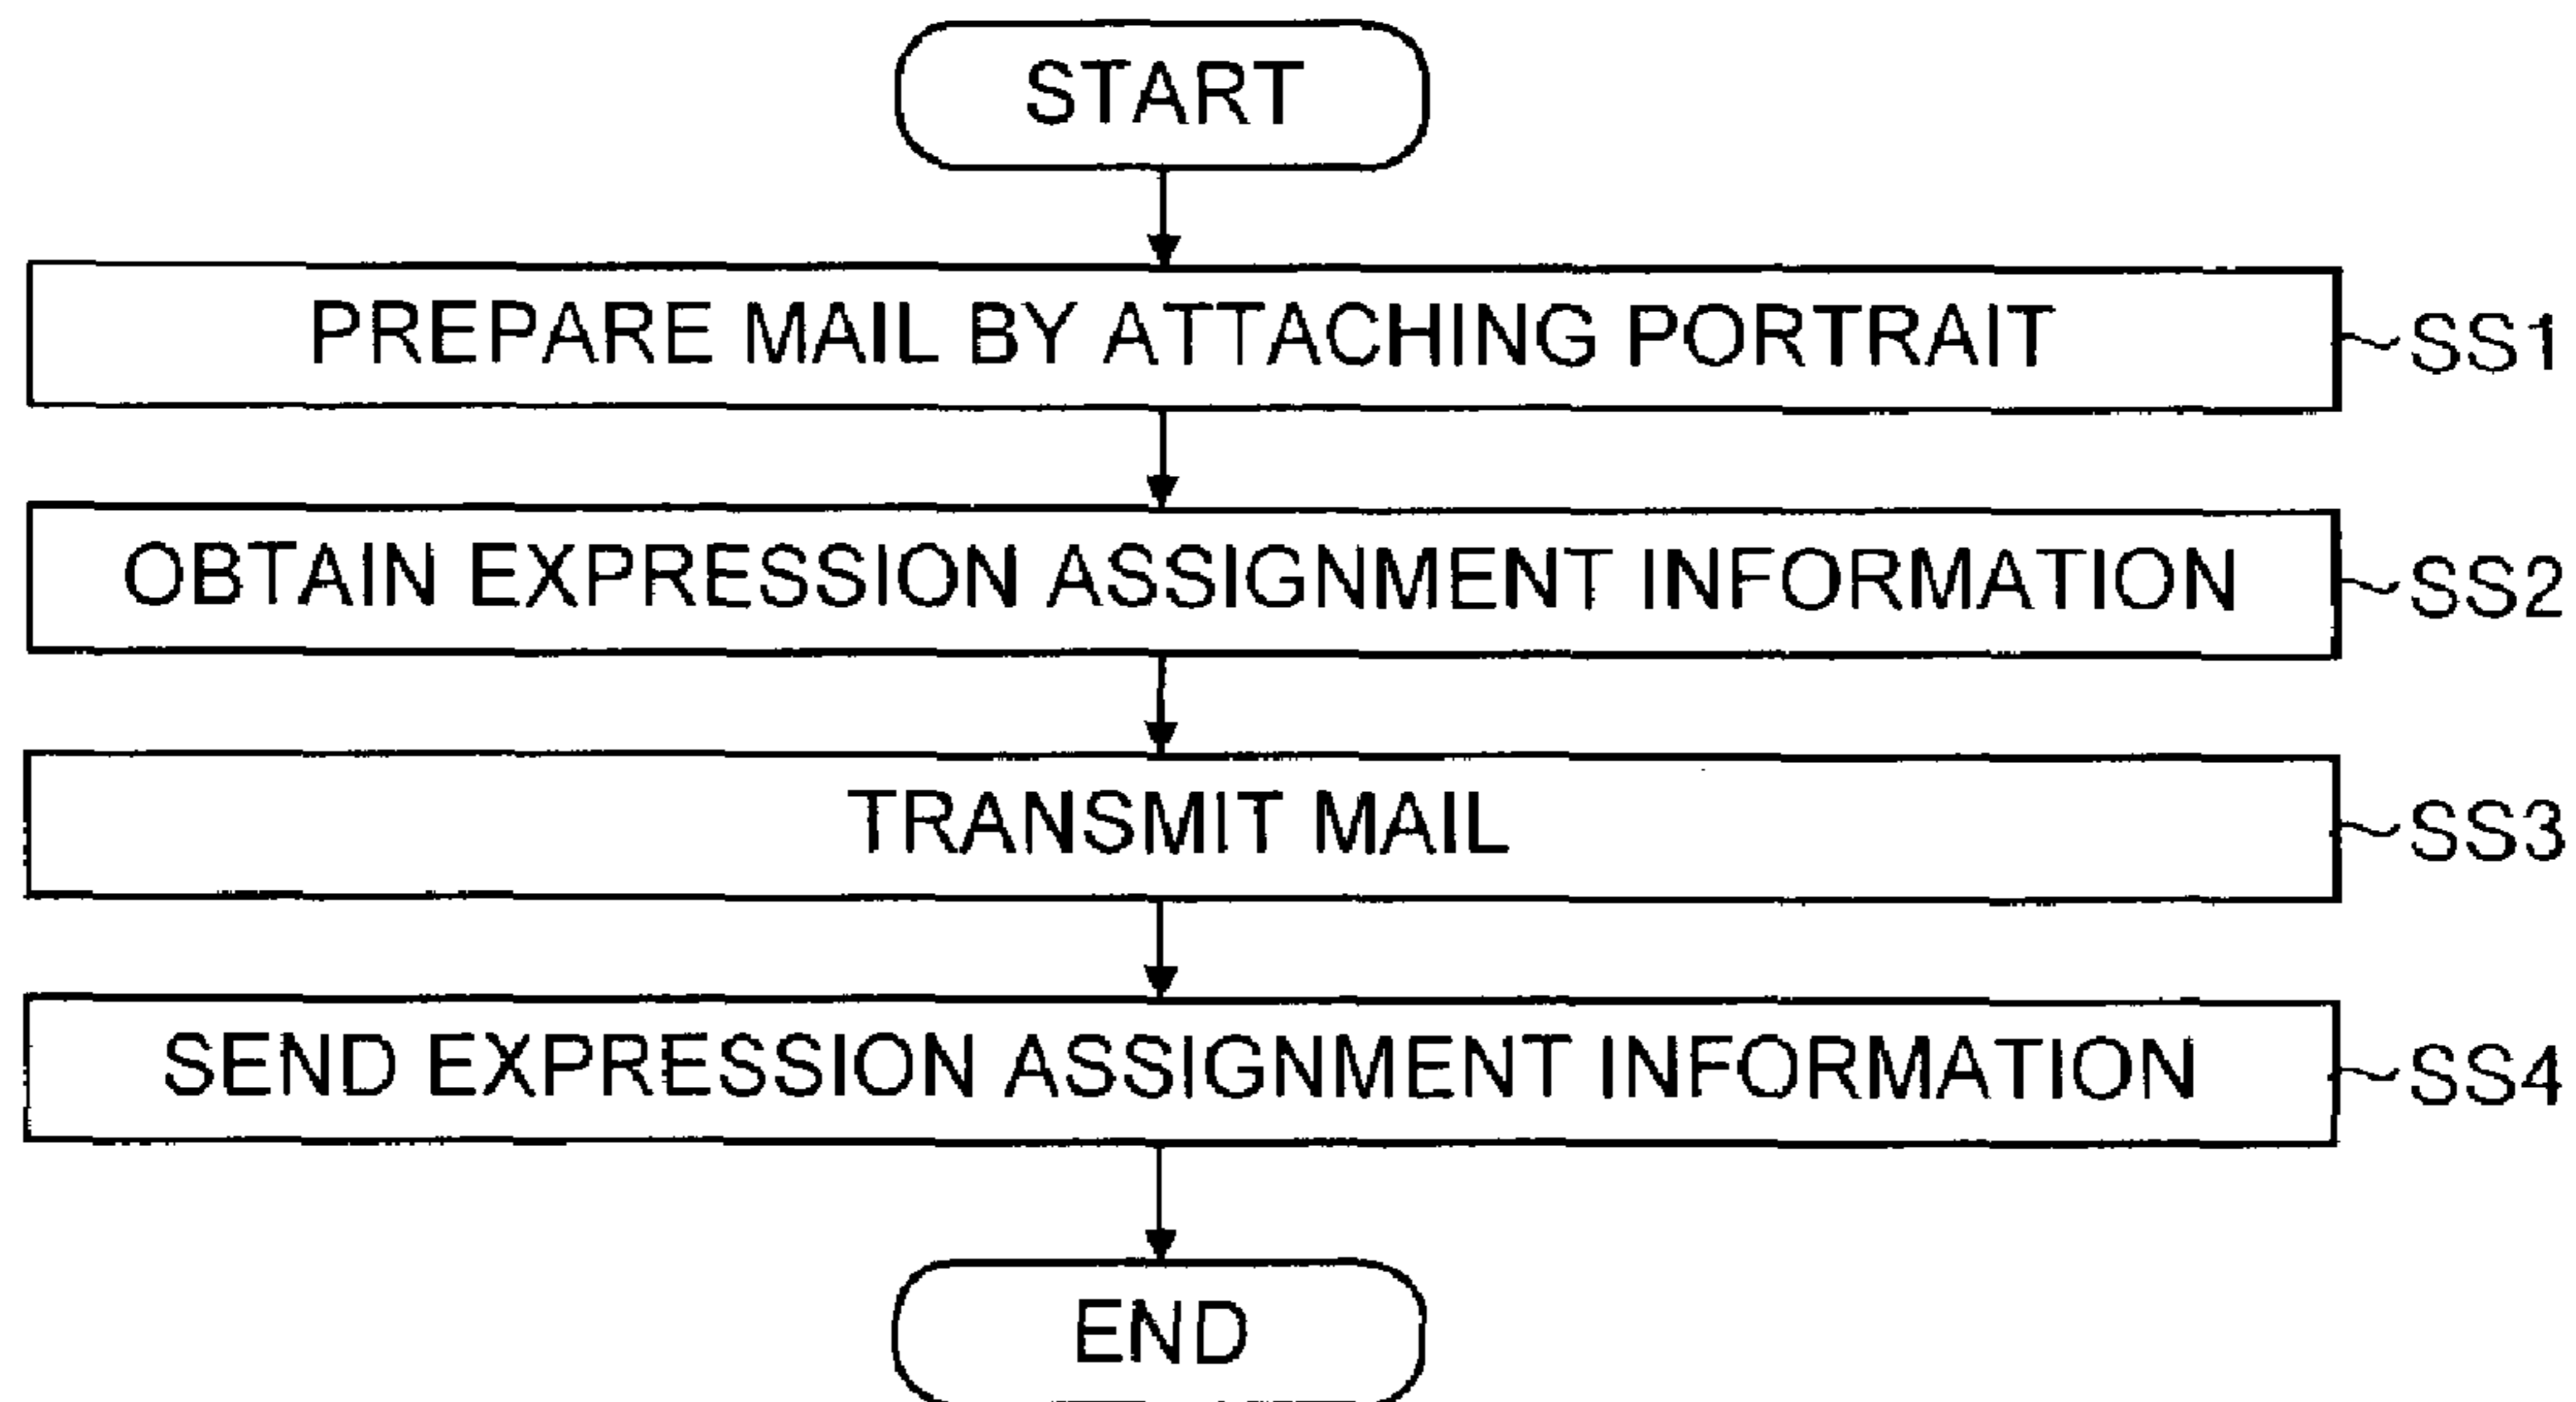 START
PREPARE MAIL BY ATTACHING PORTRAIT
SS1
OBTAIN EXPRESSION ASSIGNMENT INFORMATION
SS2
TRANSMIT MAIL
SS3
SEND EXPRESSION ASSIGNMENT INFORMATION
SS4
END